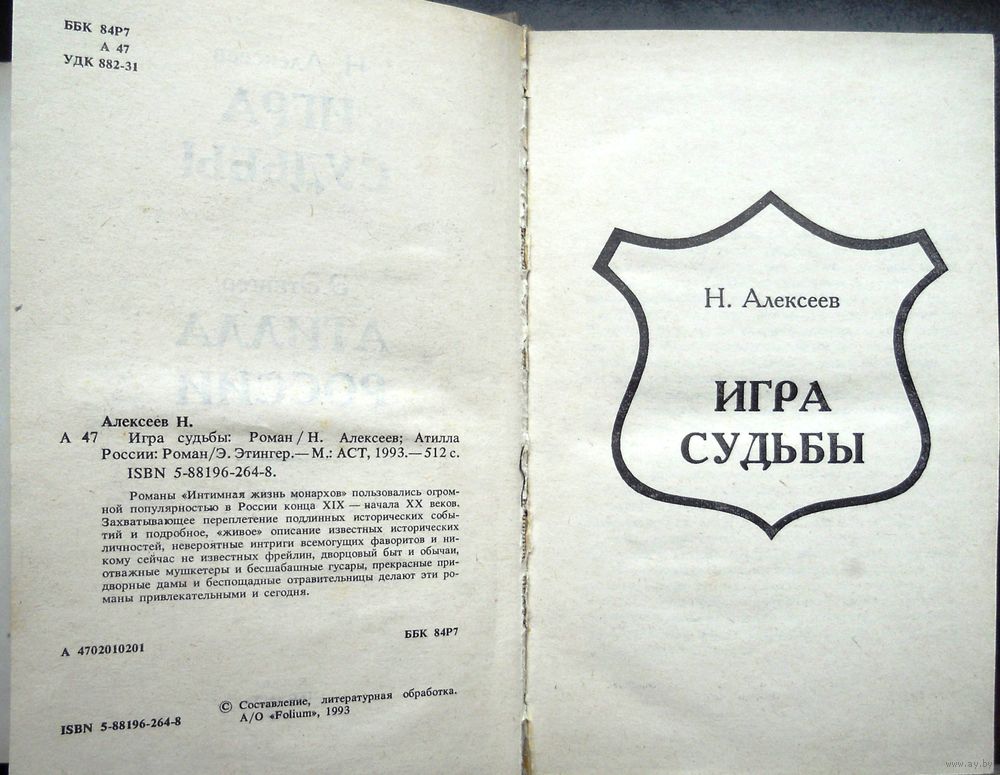 ББК 84Р7
А 47
УДК 882-31
Алексеев Н.
А 47 Игра судьбы: Роман / Н. Алексеев; Атилла
России: Роман/Э. Этингер.— М.: АСТ, 1993.— 512 с.
ISBN 5-88196-264-8.
Романы «Интимная жизнь монархов» пользовались огром-
ной популярностью в России конца XIX — начала XX веков.
Захватывающее переплетение подлинных исторических собы-
тий и подробное, «живое» описание известных исторических
личностей, невероятные интриги всемогущих фаворитов и ни-
кому сейчас не известных фрейлин, дворцовый быт и обычаи,
отважные мушкетеры и бесшабашные гусары, прекрасные при-
дворные дамы и беспощадные отравительницы делают эти ро-
маны привлекательными и сегодня.
А 4702010201
ББК 84Р7
ISBN 5-88196-264-8
© Составление, литературная обработка.
А/О «Folium», 1993
Н. Алексеев
ИГРА
СУДЬБЫ
www.ay.by